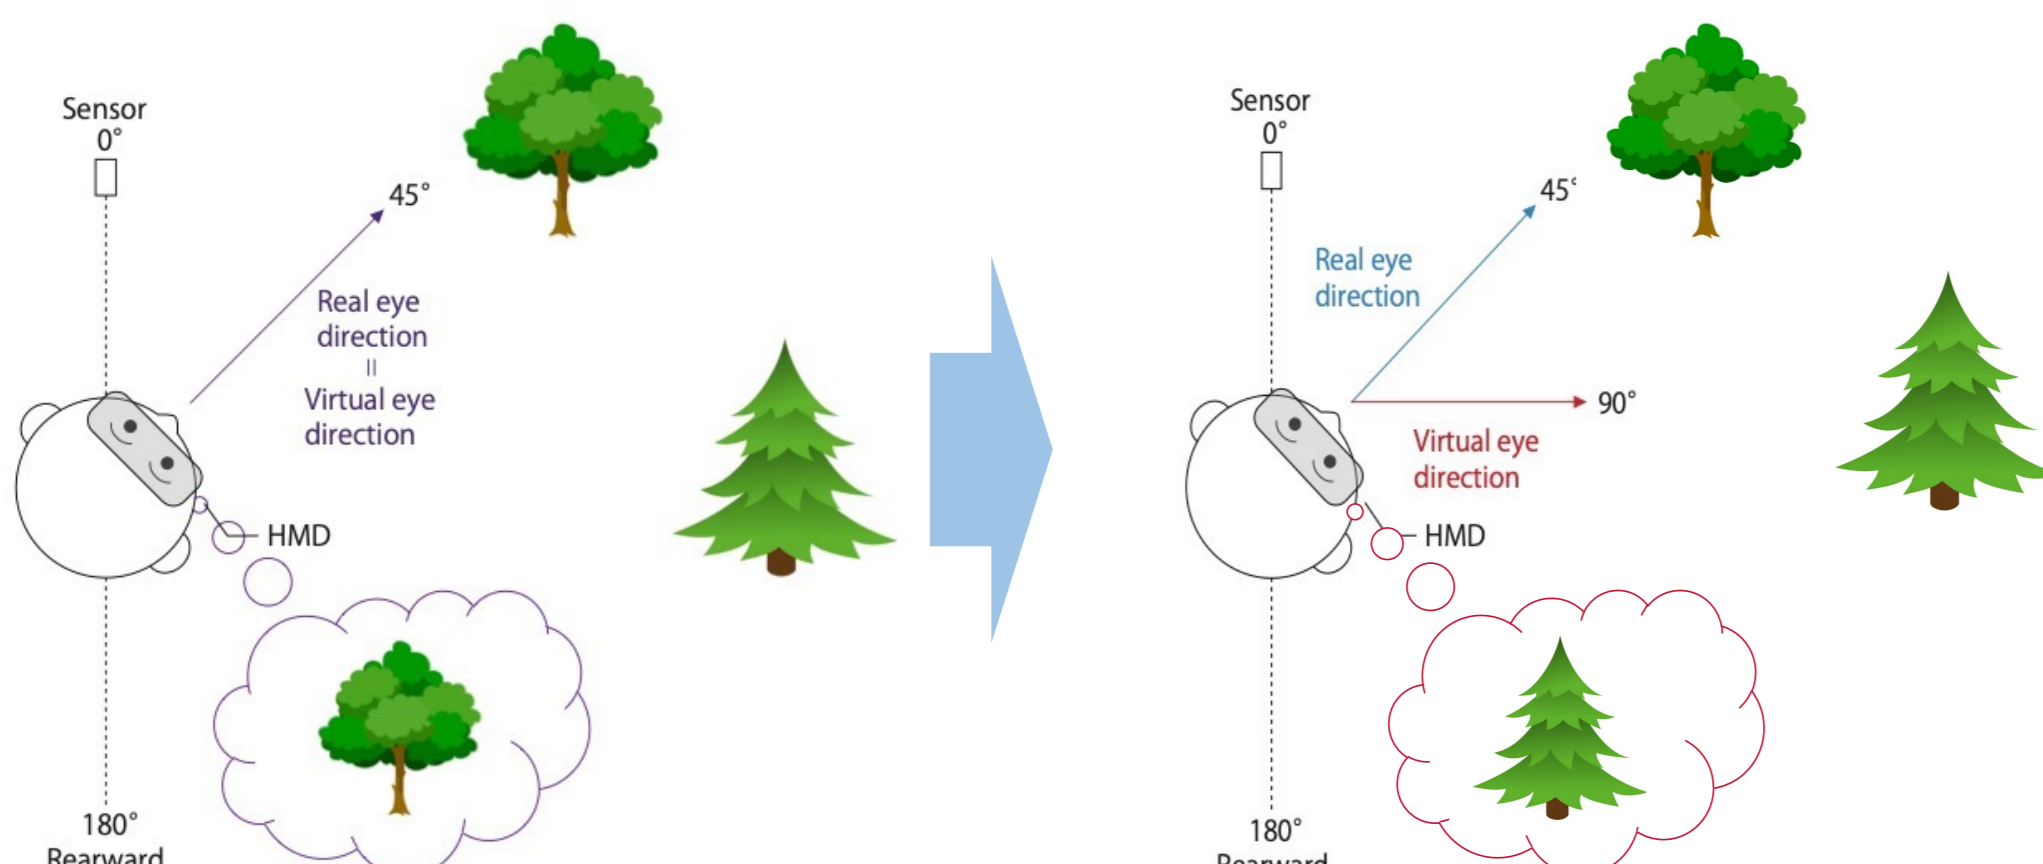 Sensor
0°
45°
Real eye
direction
=
Virtual eye
direction
HMD
180°
Rearward
Sensor
0°
45°
Real eye
direction
90°
Virtual eye
direction
HMD
180°
Rearward